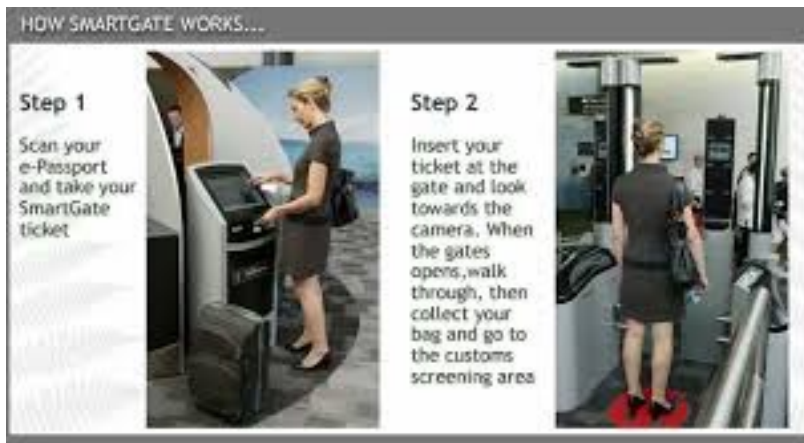 HOW SMARTGATE WORKS...
Step 1
Scan your
e-Passport
and take your
SmartGate
ticket
Step 2
Insert your
ticket at the
gate and look
towards the
camera. When
the gates
opens,walk
through, then
collect your
bag and go to
the customs
screening area